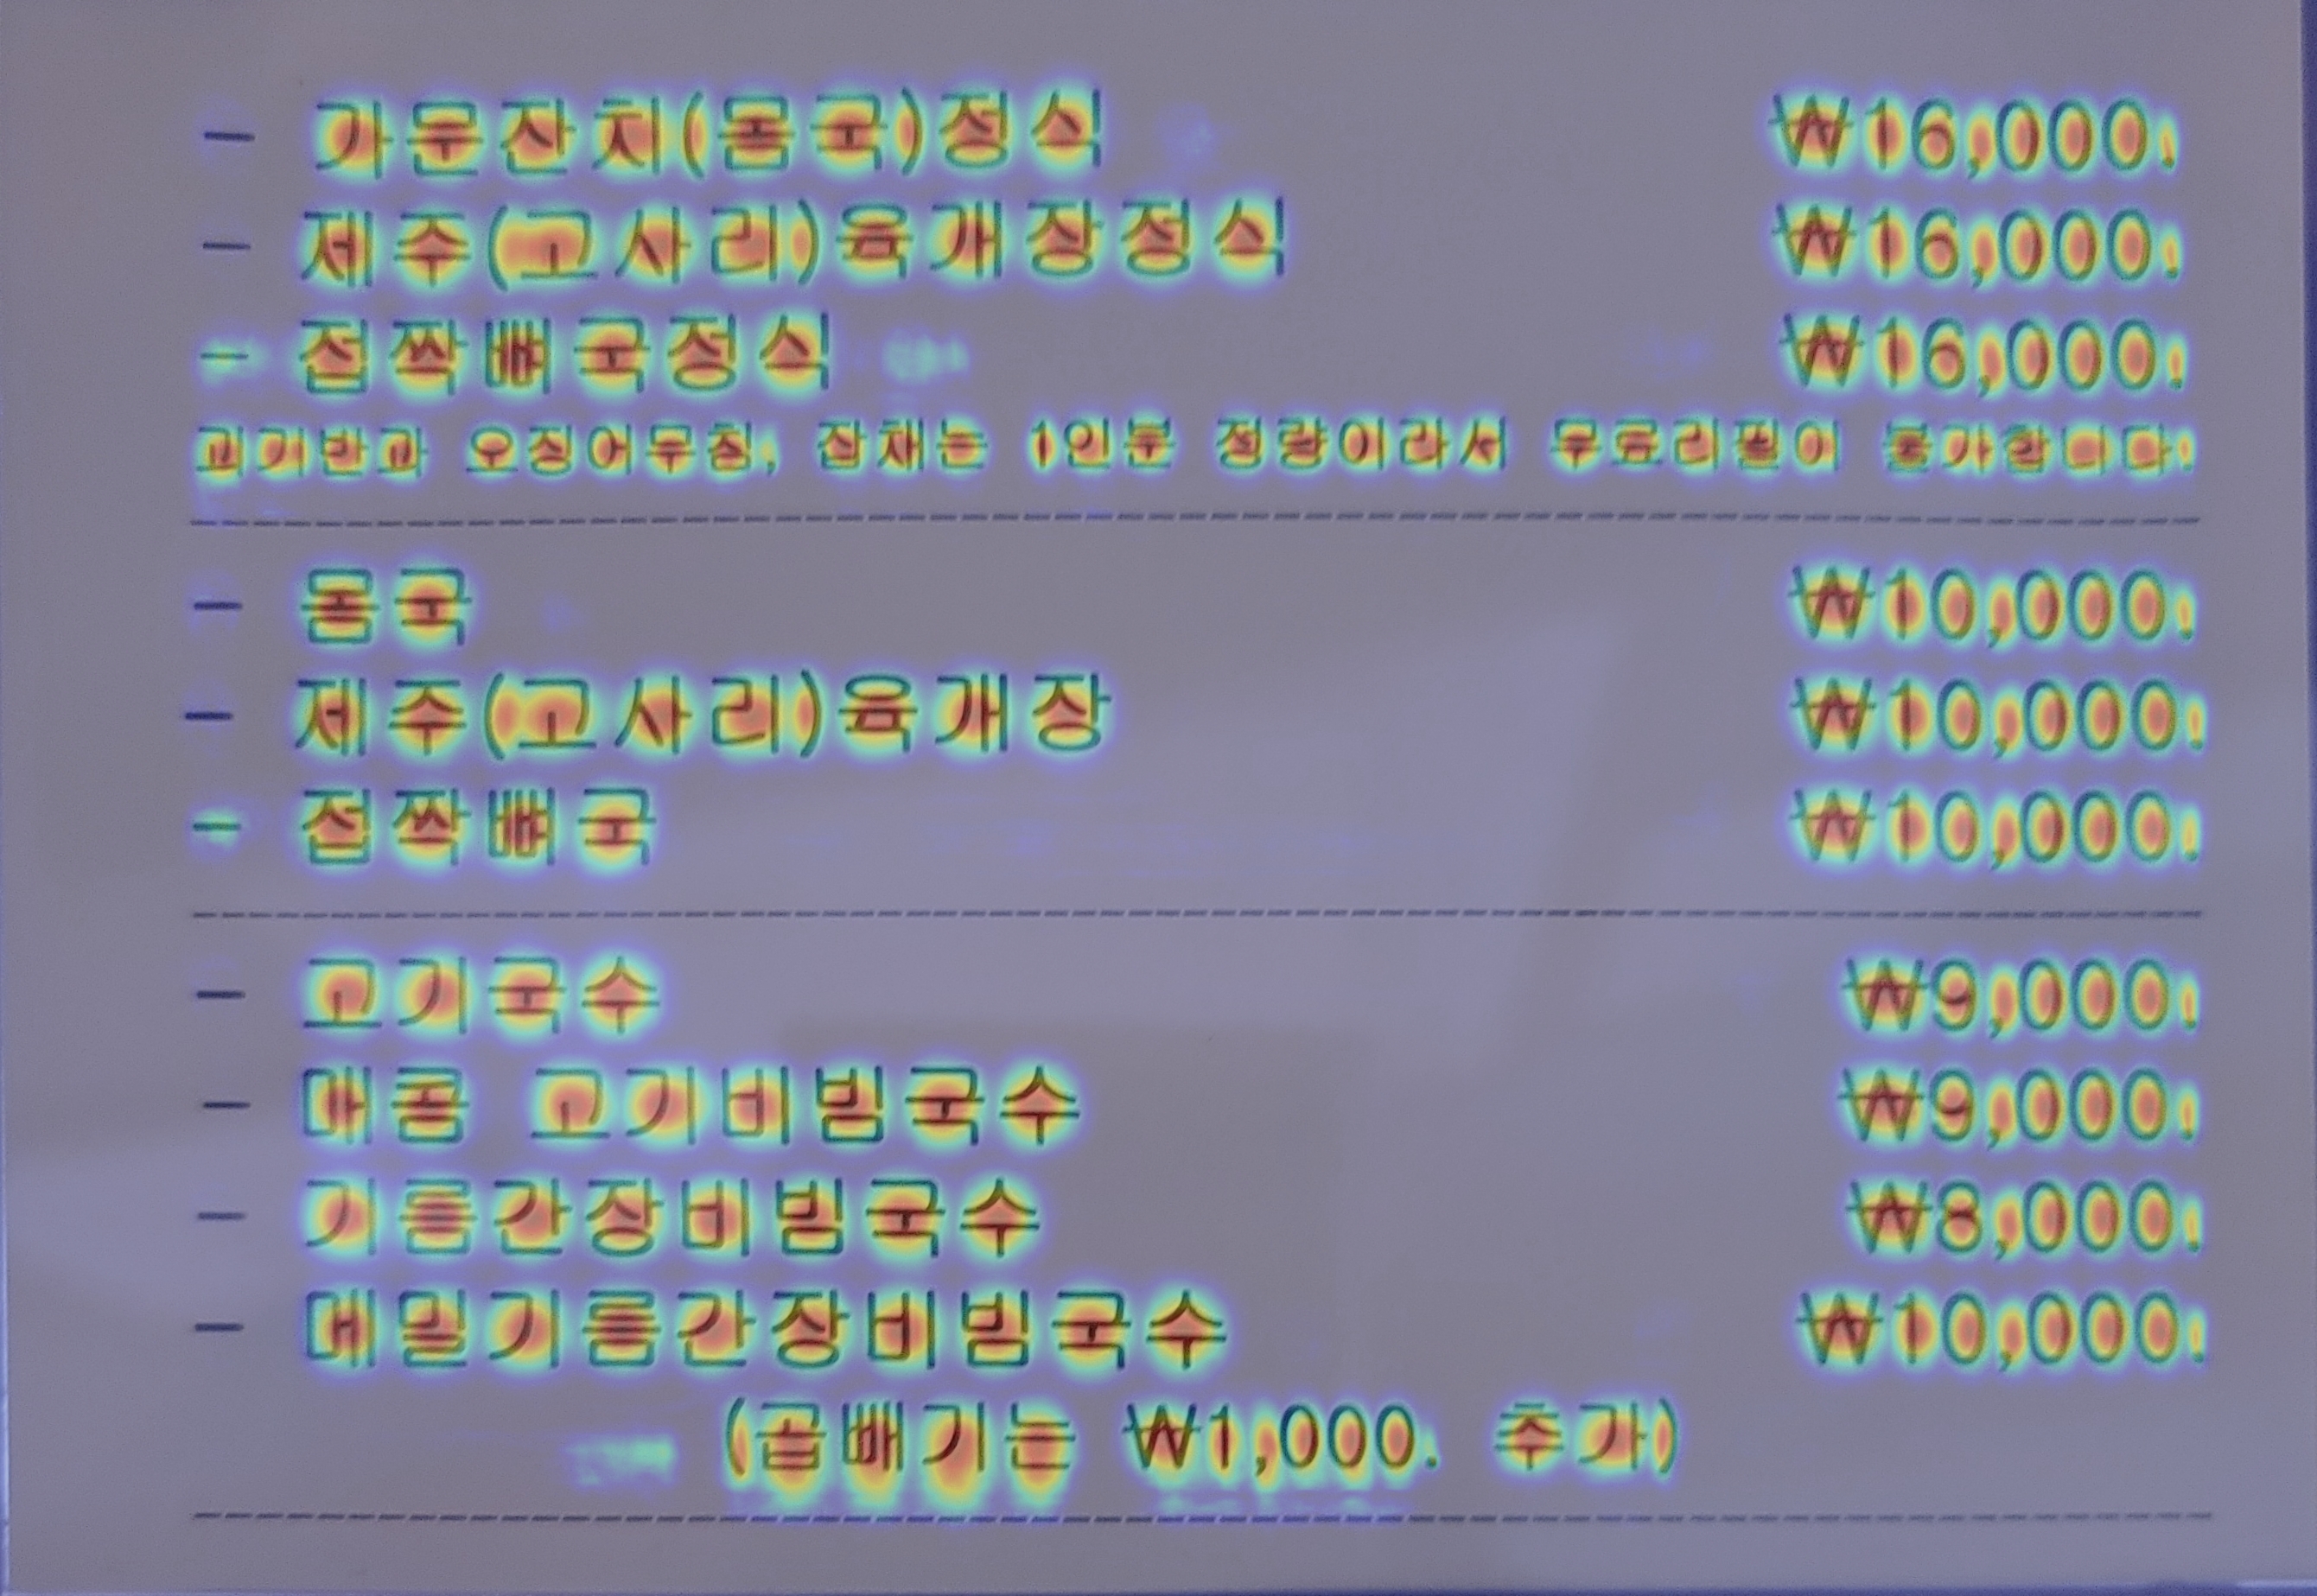 - 가문잔치(몸국)정식 ₩16,000.
- 제주(고사리)육개장정식 ₩16,000.
- 접짝뼈국정식 ₩16,000.
괴기반과 오징어무침, 잡채는 1인분 정량이라서 무료리필이 불가합니다.
- 몸국 ₩10,000.
- 제주(고사리)육개장 ₩10,000.
- 접짝뼈국 ₩10,000.
- 고기국수 ₩9,000.
- 매콤 고기비빔국수 ₩9,000.
- 기름간장비빔국수 ₩8,000.
- 메밀기름간장비빔국수 ₩10,000.
(곱빼기는 ₩1,000. 추가)